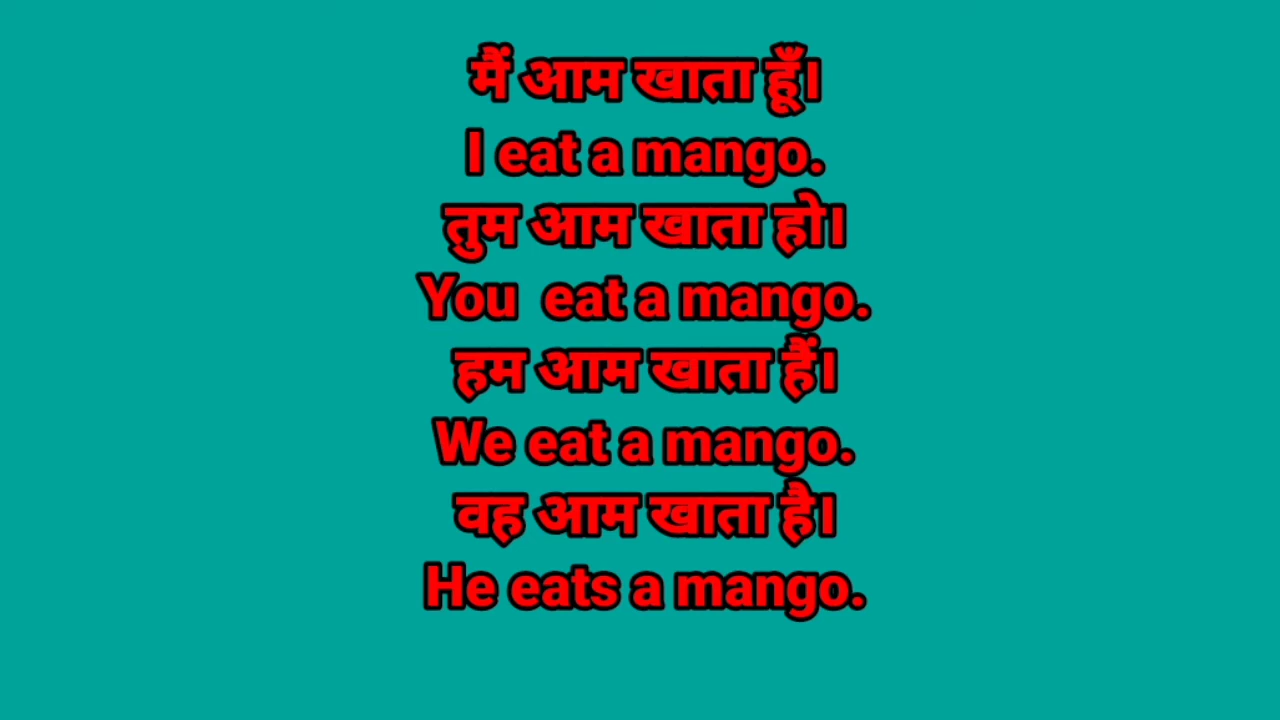 मैं आम खाता हूँ।
I eat a mango.
तुम आम खाता हो।
You  eat a mango.
हम आम खाता हैं।
We eat a mango.
वह आम खाता है।
He eats a mango.